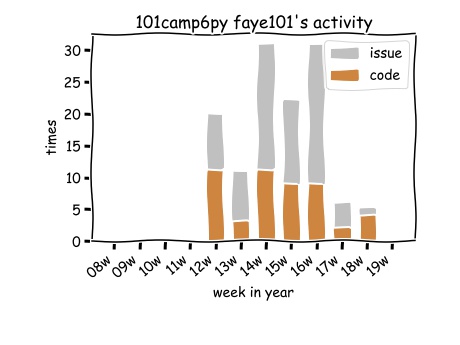 101camp6py faye101's activity
issue
code
30
25
20
15
10
5
0
times
08w 09w 10w 11w 12w 13w 14w 15w 16w 17w 18w 19w
week in year